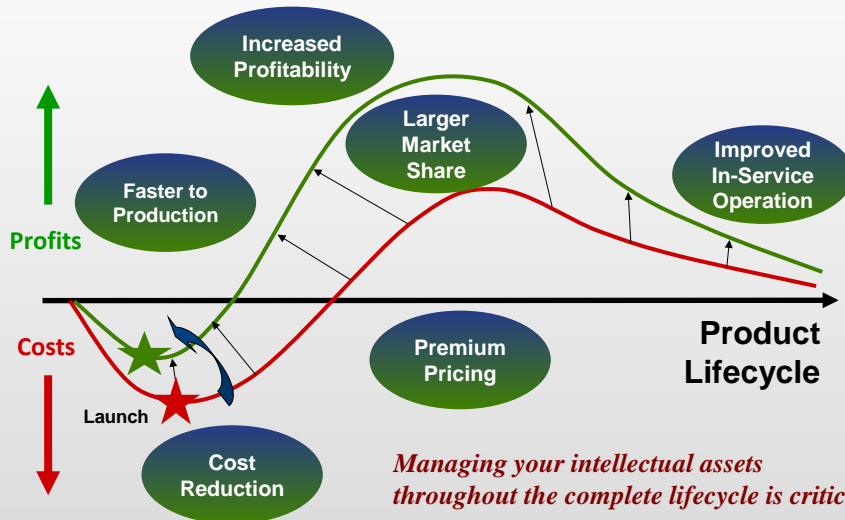 Increased
Profitability
Larger
Market
Share
Improved
In-Service
Operation
Faster to
Production
Profits
Costs
Product
Lifecycle
Premium
Pricing
Launch
Cost
Reduction
Managing your intellectual assets
throughout the complete lifecycle is critic